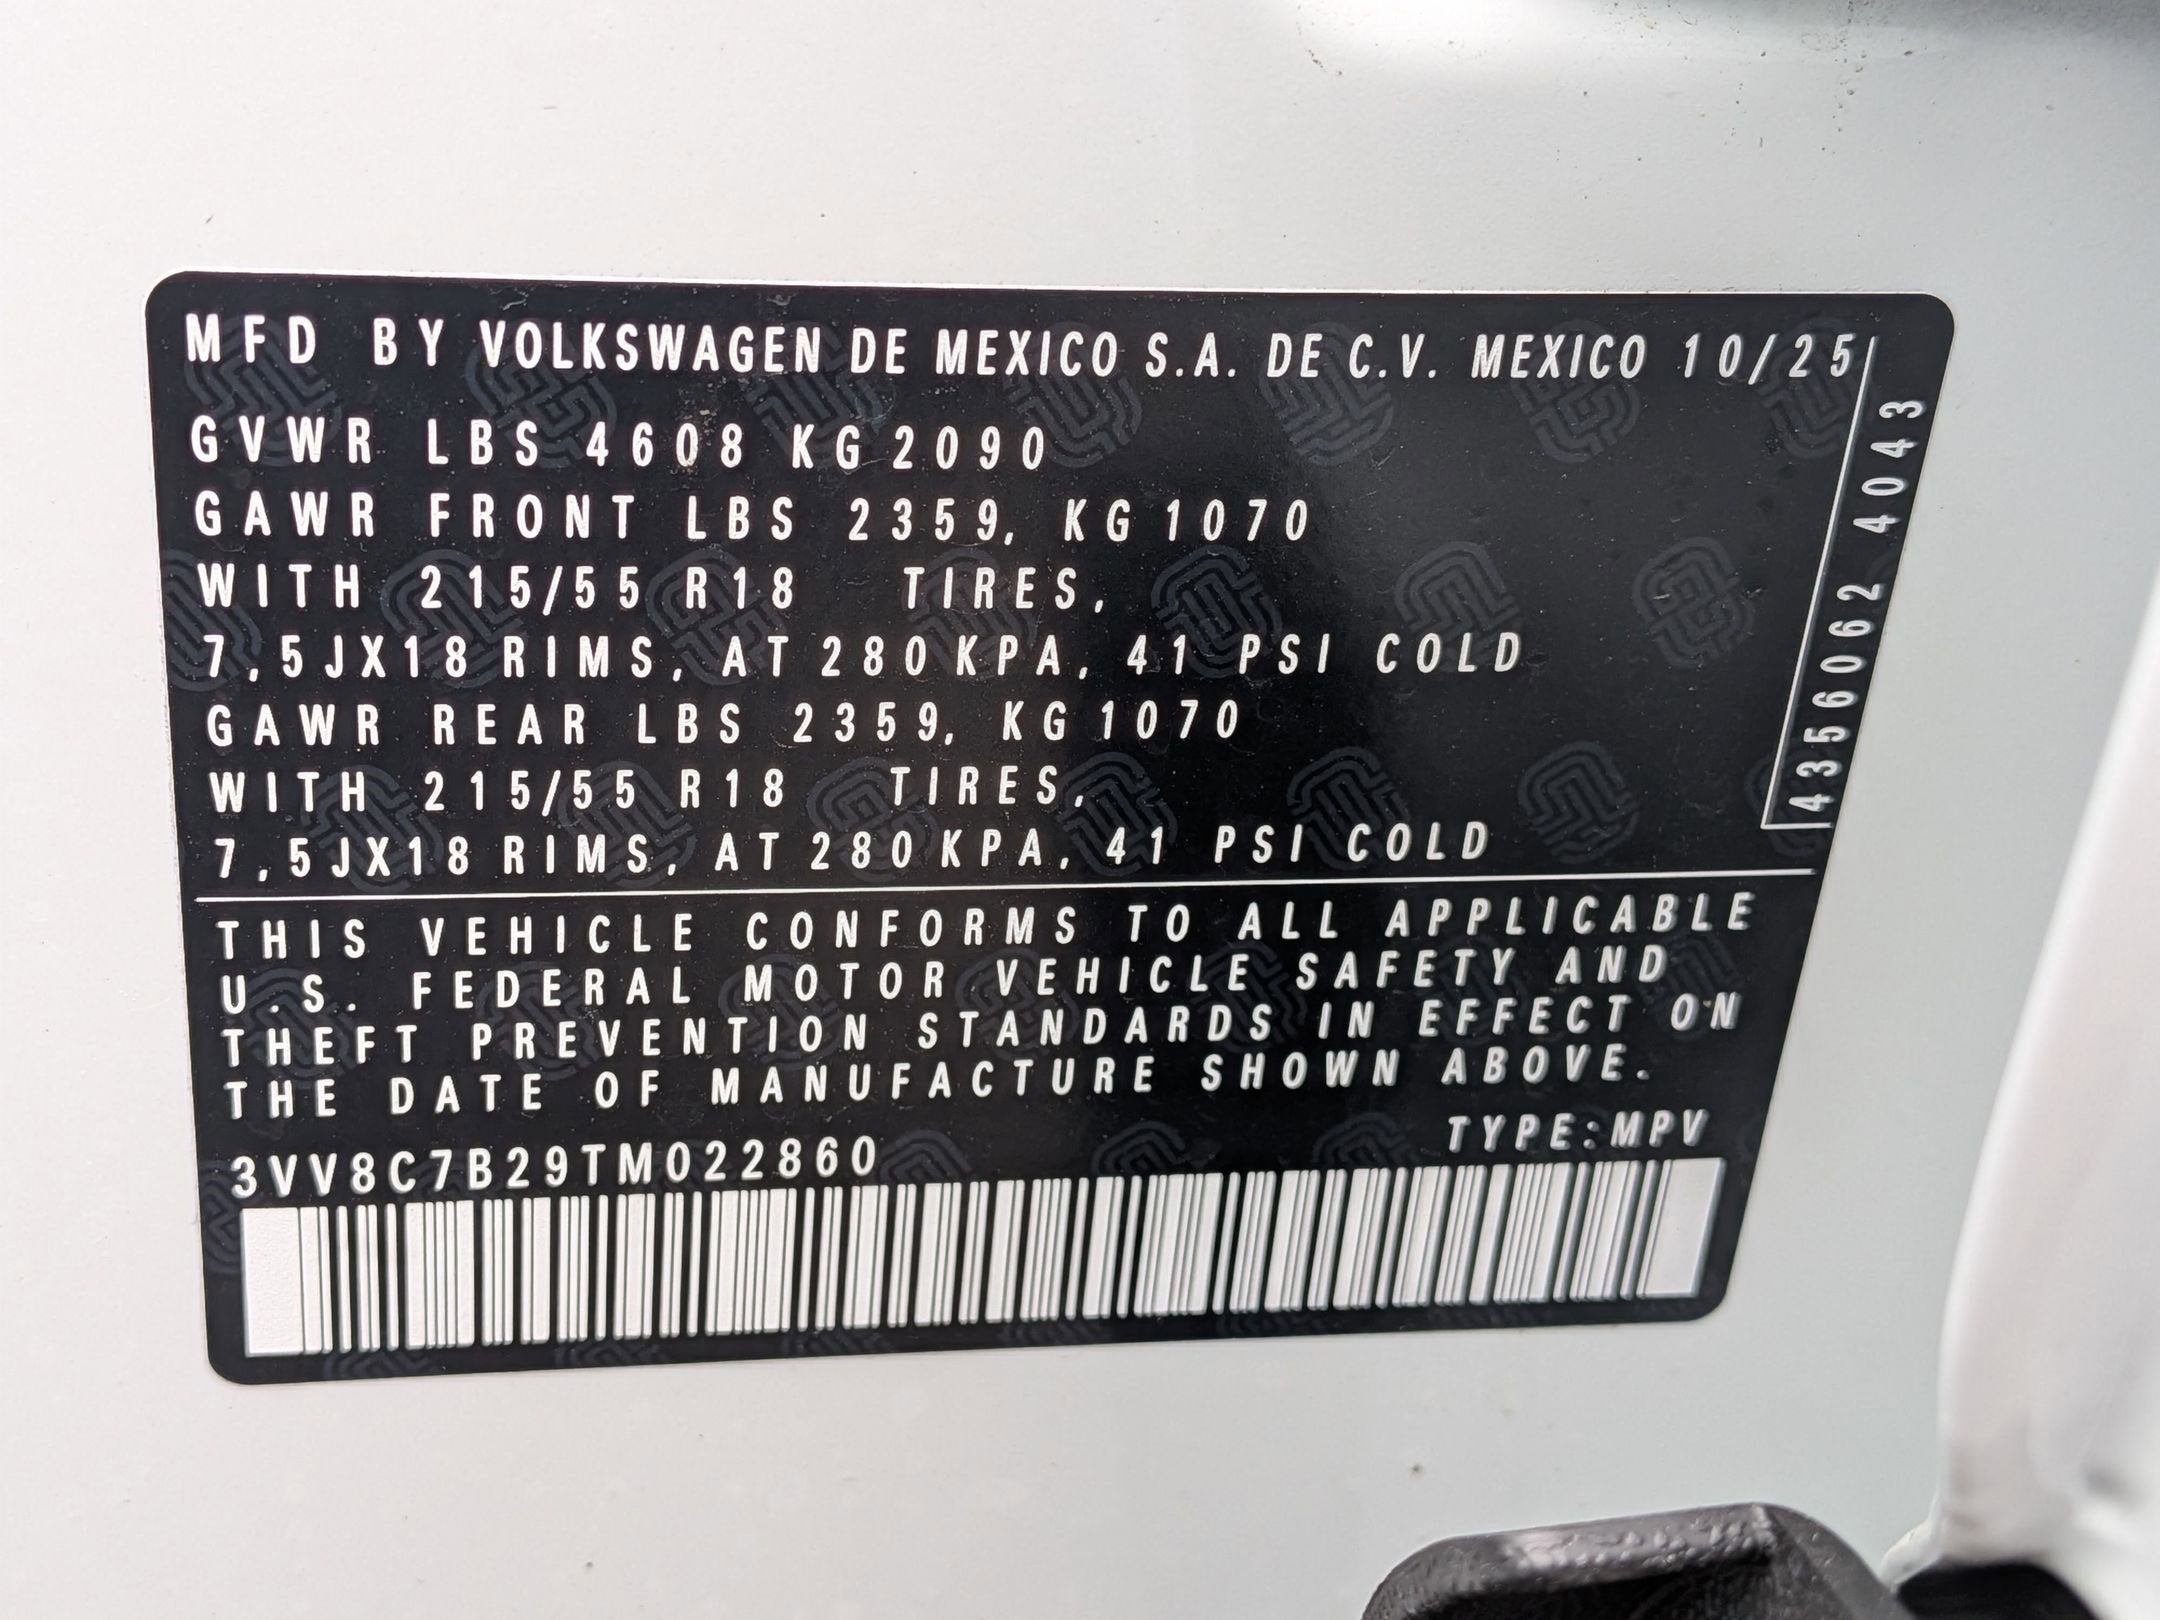 MFD BY VOLKSWAGEN DE MEXICO S.A. DE C.V. MEXICO 10/25
GVWR LBS 4608 KG 2090
GAWR FRONT LBS 2359, KG 1070
WITH 215/55 R18 TIRES,
7,5JX18 RIMS, AT 280 KPA, 41 PSI COLD
GAWR REAR LBS 2359, KG 1070
WITH 215/55 R18 TIRES,
7,5JX18 RIMS, AT 280 KPA, 41 PSI COLD
4356062 4043
THIS VEHICLE CONFORMS TO ALL APPLICABLE
U.S. FEDERAL MOTOR VEHICLE SAFETY AND
THEFT PREVENTION STANDARDS IN EFFECT ON
THE DATE OF MANUFACTURE SHOWN ABOVE.
TYPE:MPV
3VV8C7B29TM022860